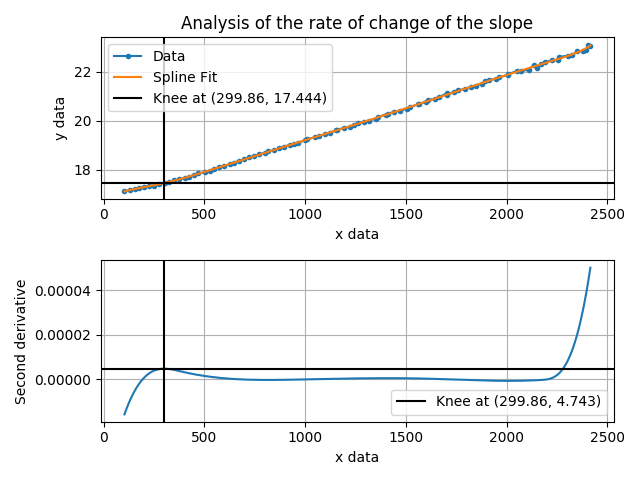 Analysis of the rate of change of the slope
Data
Spline Fit
Knee at (299.86, 17.444)
y data
22
20
18
0 500 1000 1500 2000 2500
x data
Second derivative
0.00004
0.00002
0.00000
Knee at (299.86, 4.743)
0 500 1000 1500 2000 2500
x data